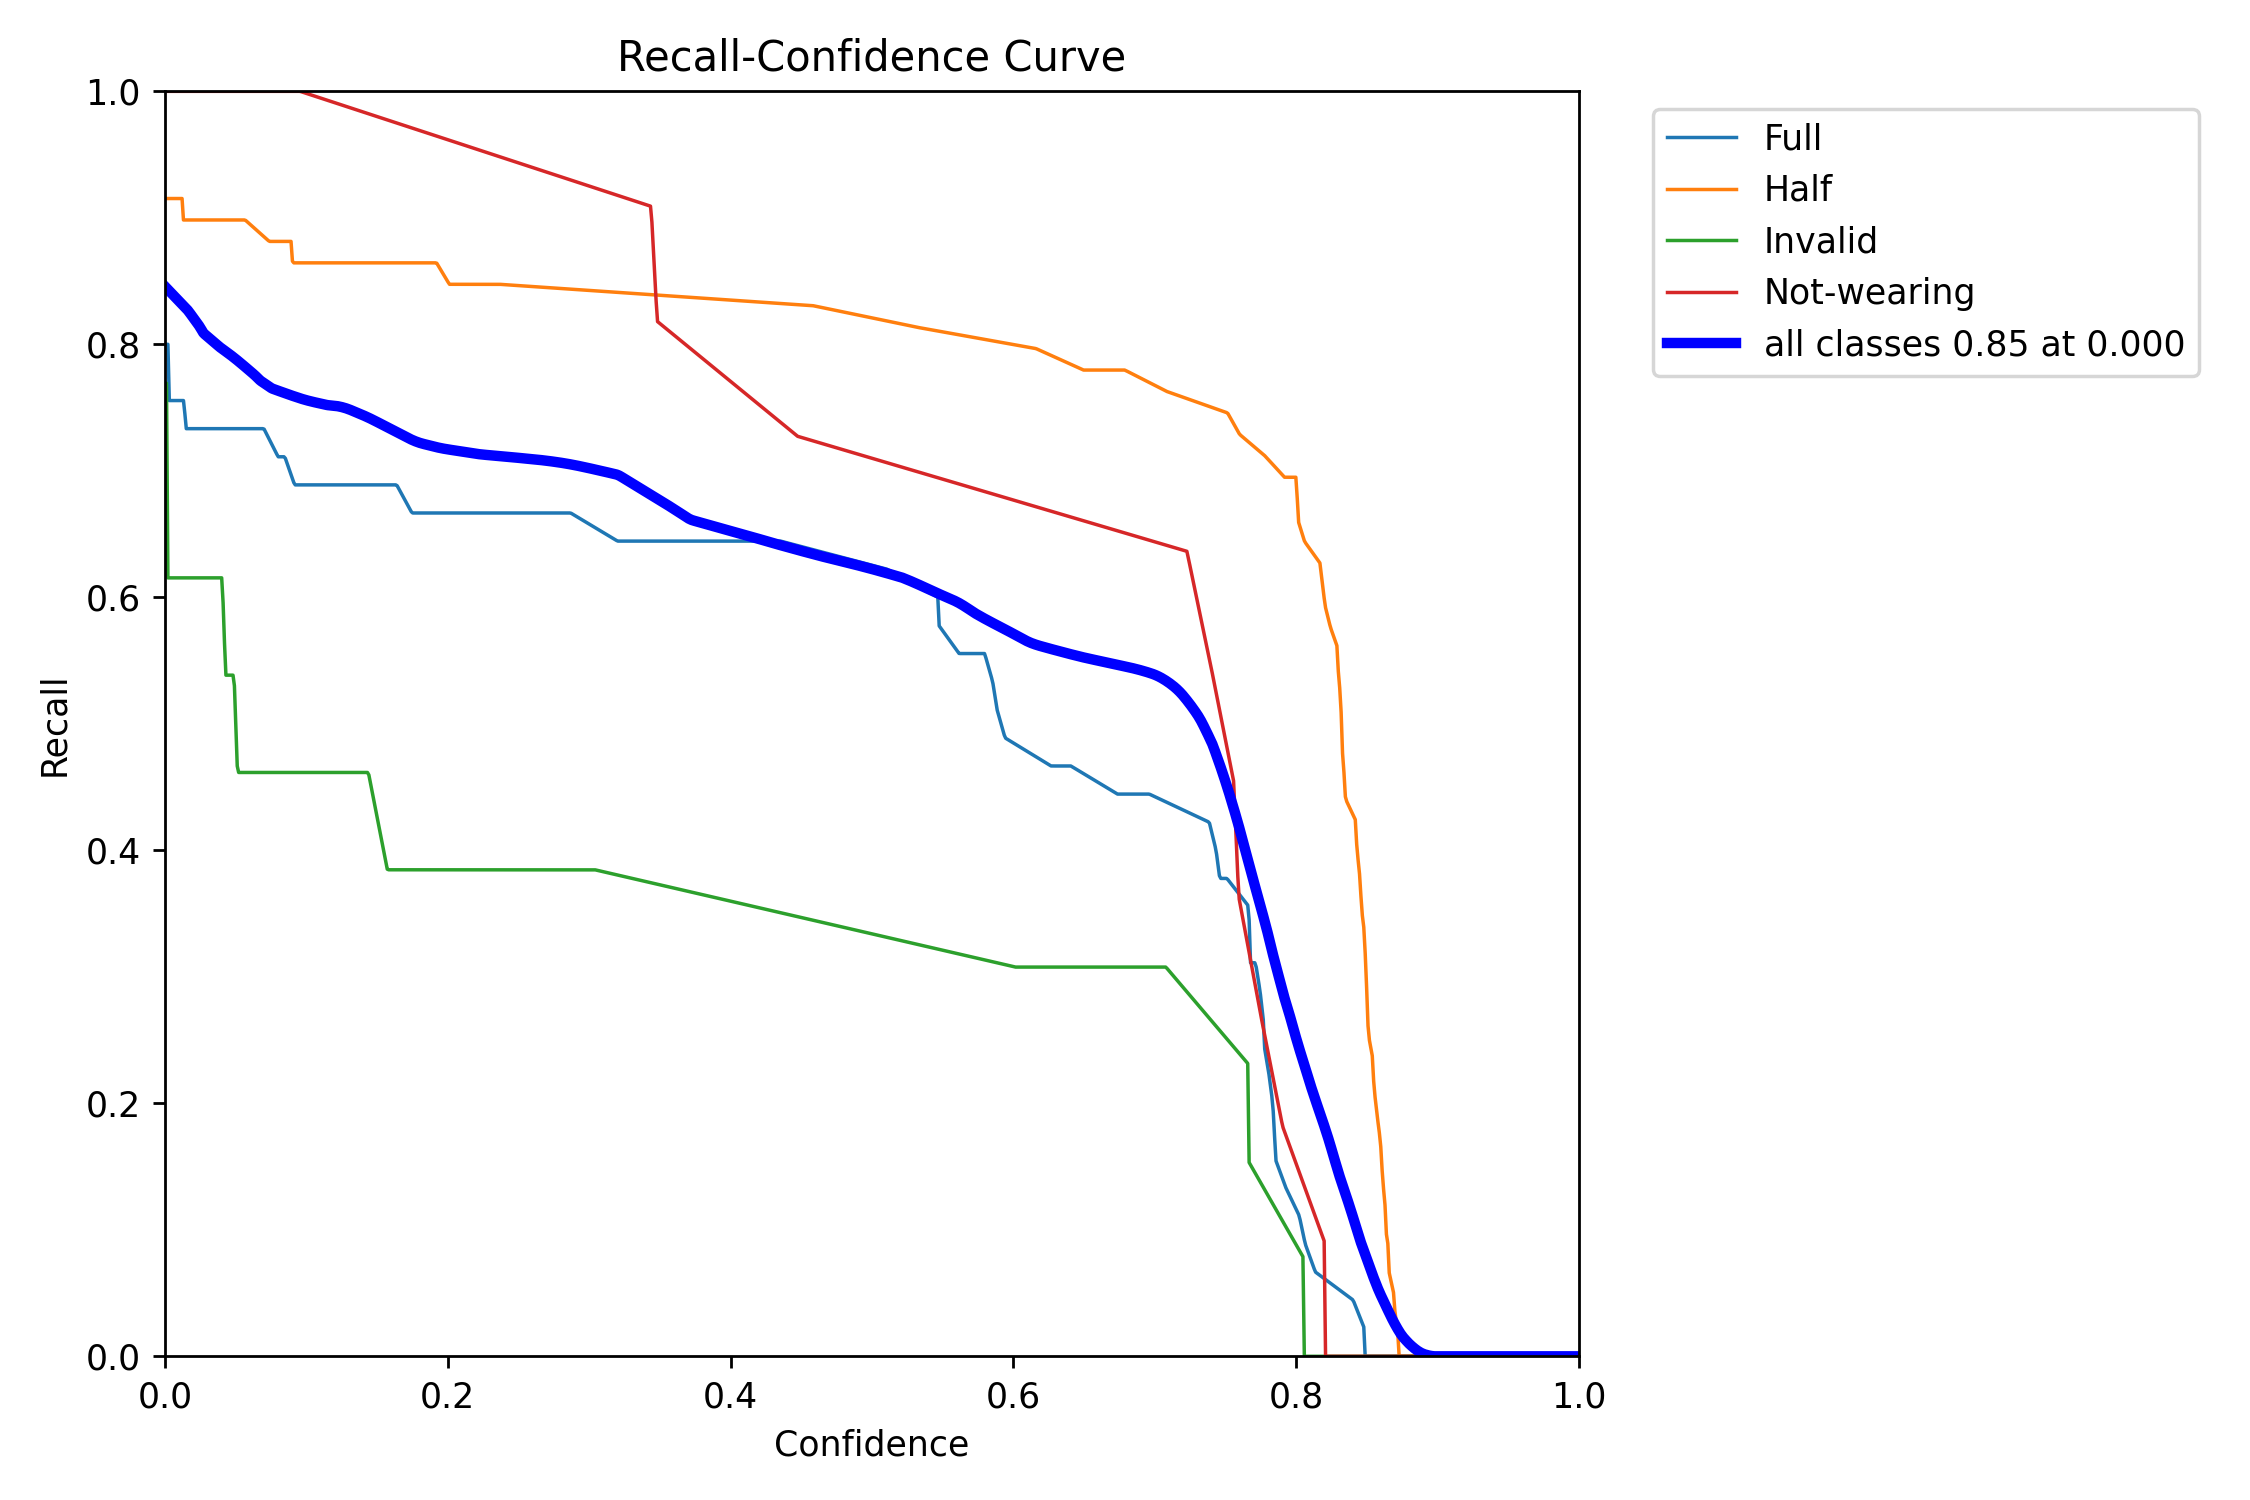 Recall-Confidence Curve
1.0
0.8
0.6
0.4
0.2
0.0
Recall
0.0 0.2 0.4 0.6 0.8 1.0
Confidence
Full
Half
Invalid
Not-wearing
all classes 0.85 at 0.000